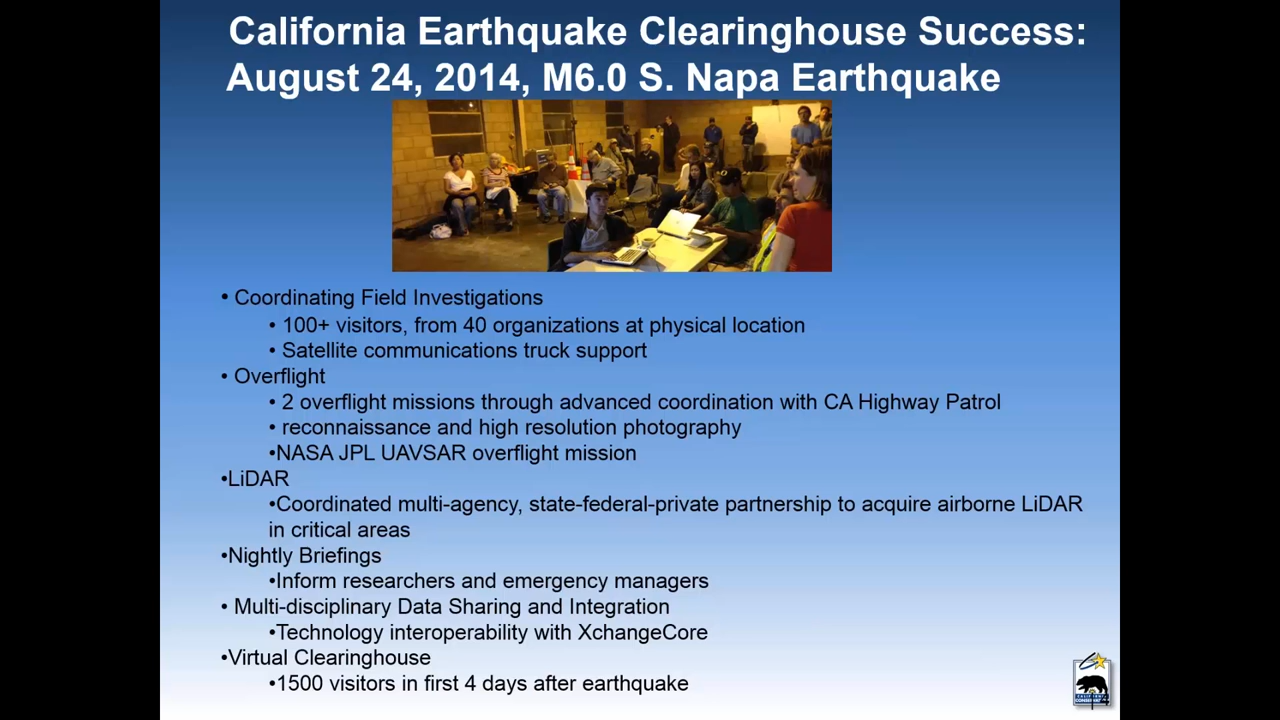 California Earthquake Clearinghouse Success:
August 24, 2014, M6.0 S. Napa Earthquake
• Coordinating Field Investigations
• 100+ visitors, from 40 organizations at physical location
• Satellite communications truck support
• Overflight
• 2 overflight missions through advanced coordination with CA Highway Patrol
• reconnaissance and high resolution photography
•NASA JPL UAVSAR overflight mission
•LiDAR
•Coordinated multi-agency, state-federal-private partnership to acquire airborne LiDAR
in critical areas
•Nightly Briefings
•Inform researchers and emergency managers
• Multi-disciplinary Data Sharing and Integration
•Technology interoperability with XchangeCore
•Virtual Clearinghouse
•1500 visitors in first 4 days after earthquake